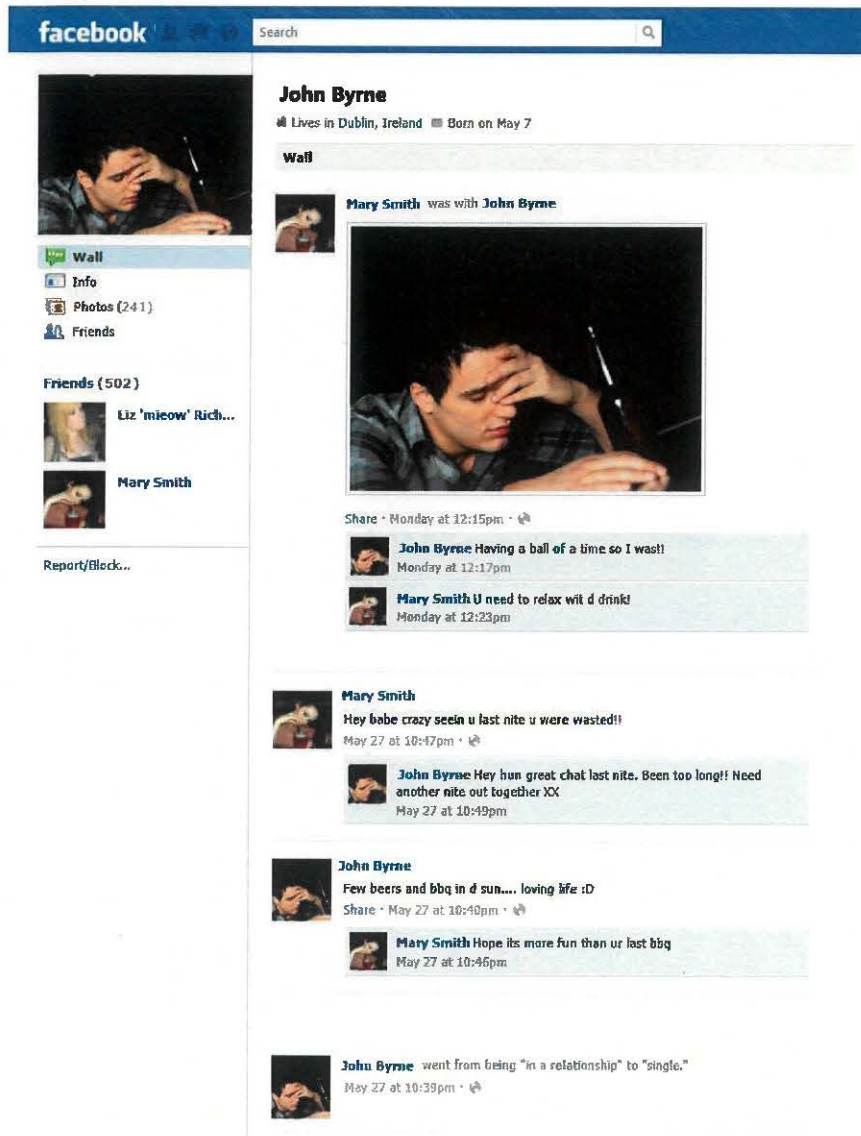 facebook
Search
John Byrne
Lives in Dublin, Ireland Born on May 7
Wall
Wall
Info
Photos (241)
Friends
Friends (502)
Liz 'mieow' Rich...
Mary Smith
Report/Block...
Mary Smith was with John Byrne
Share · Monday at 12:15pm ·
John Byrne Having a ball of a time so I was!!
Monday at 12:17pm
Mary Smith U need to relax wit d drink!
Monday at 12:23pm
Mary Smith
Hey babe crazy seein u last nite u were wasted!!
May 27 at 10:47pm ·
John Byrne Hey hun great chat last nite. Been too long!! Need
another nite out together XX
May 27 at 10:49pm
John Byrne
Few beers and bbq in d sun.... loving life :D
Share · May 27 at 10:40pm ·
Mary Smith Hope its more fun than ur last bbq
May 27 at 10:46pm
John Byrne went from being "in a relationship" to "single."
May 27 at 10:39pm ·